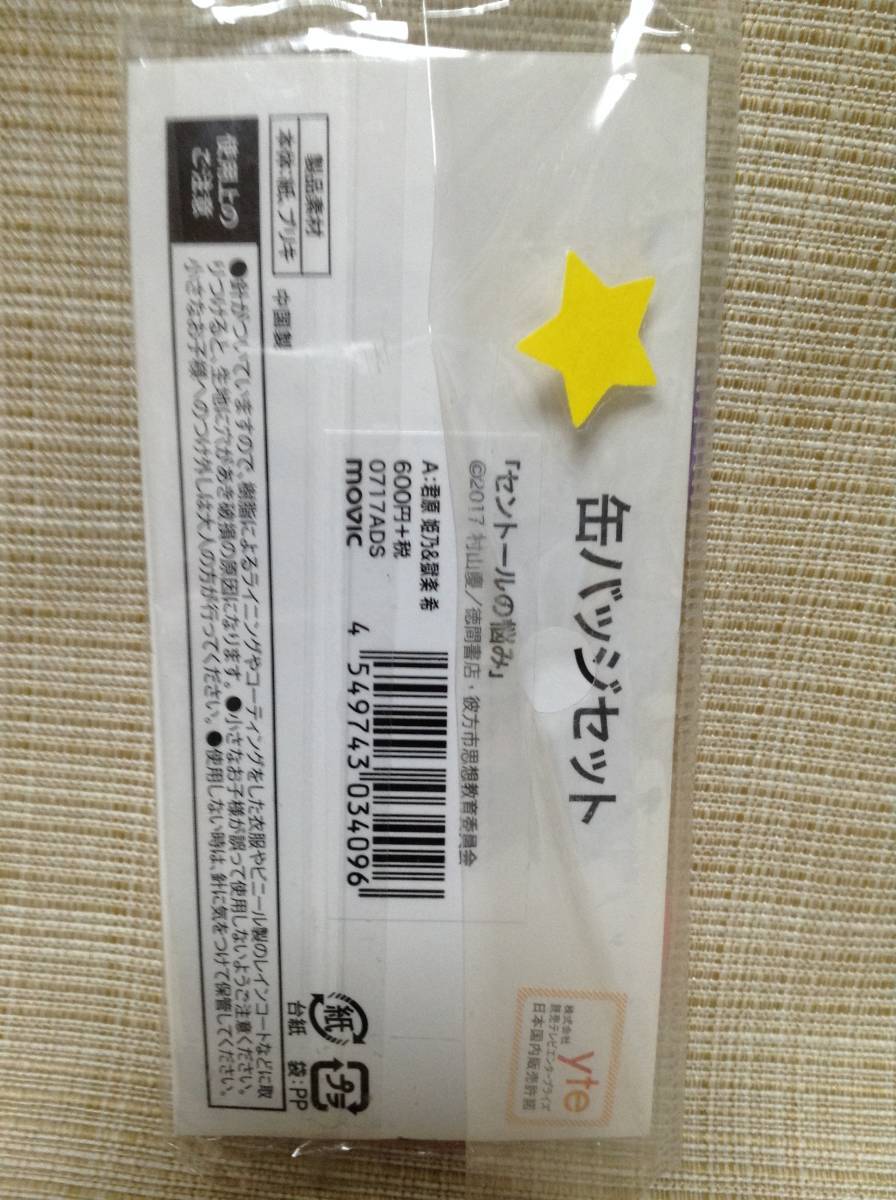 缶バッジセット
「セントールの悩み」
©2017 村山慶／徳間書店・彼方市思想教育委員会
A:君原 姫乃&獄楽 希
600円+税
0717ADS
movic
4 549743 034096
製品素材
本体:紙、ブリキ
中国製
使用上の
ご注意
●針がついていますので、樹脂によるライニングやコーティングをした衣服やビニール製のレインコートなどに取
りつけると、生地に穴があき破損の原因になります。●小さなお子様が誤って使用しないようご注意ください。
小さなお子様へのつけ外しは大人の方が行ってください。●使用しない時は、針に気をつけて保管してください。
紙
台紙
プラ
袋:PP
yte
株式会社
読売テレビエンタープライズ
日本国内販売許諾